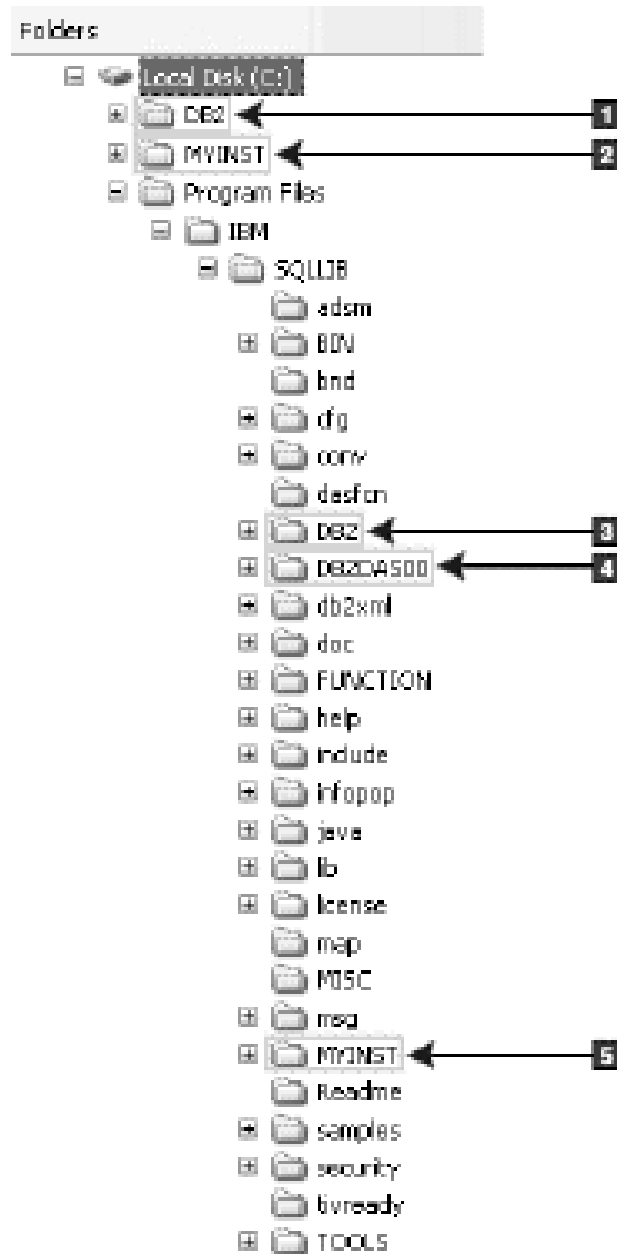 Folders
Local Disk (C:)
DB2 1
MYINST 2
Program Files
IBM
SQLLIB
adsm
BIN
bnd
cfg
conv
dasfcn
DB2 3
DB2DAS00 4
db2xml
doc
FUNCTION
help
include
infopop
java
lib
license
map
MISC
msg
MYINST 5
Readme
samples
security
tivready
TOOLS